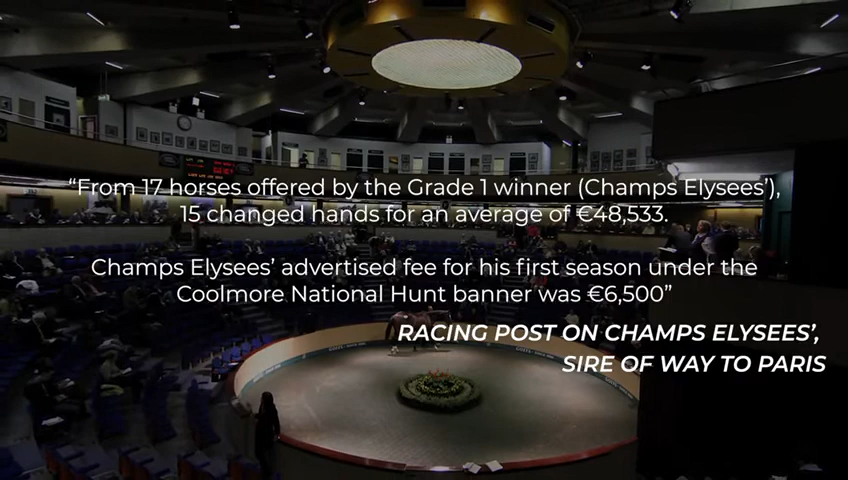 “From 17 horses offered by the Grade 1 winner (Champs Elysees’),
15 changed hands for an average of €48,533.
Champs Elysees’ advertised fee for his first season under the
Coolmore National Hunt banner was €6,500”
RACING POST ON CHAMPS ELYSEES’,
SIRE OF WAY TO PARIS